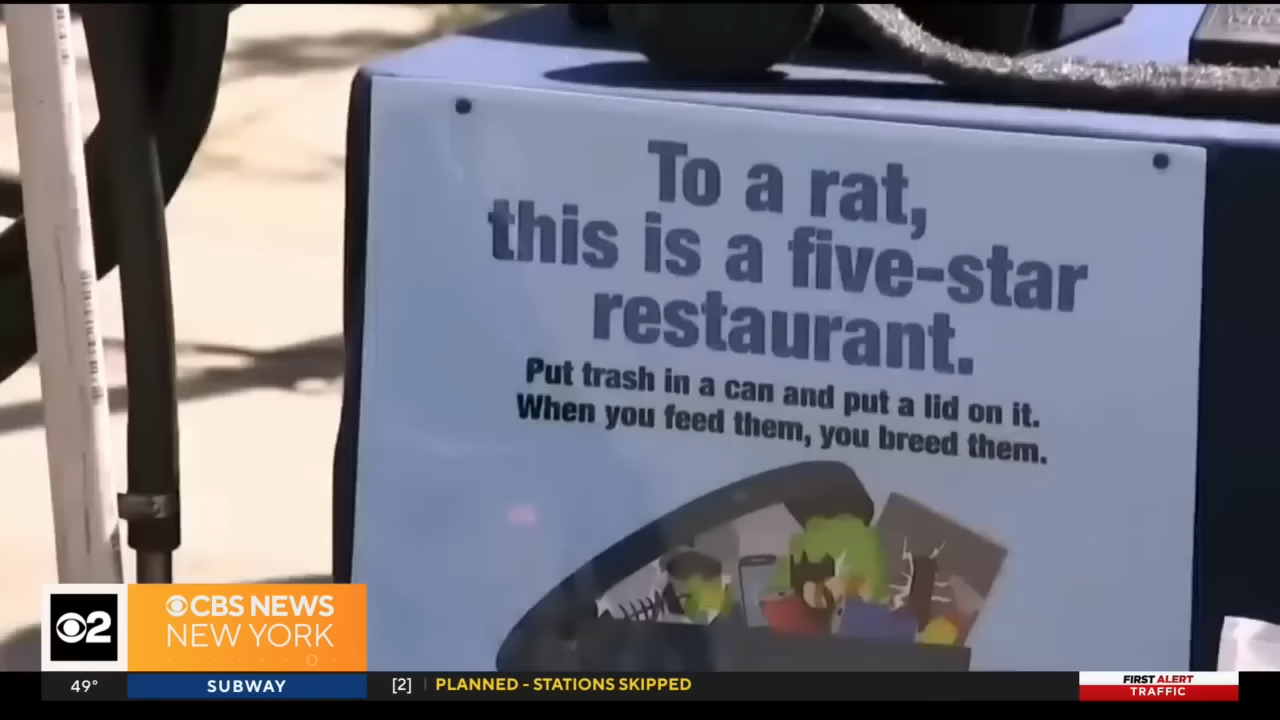 To a rat,
this is a five-star
restaurant.
Put trash in a can and put a lid on it.
When you feed them, you breed them.
2
CBS NEWS
NEW YORK
49°
SUBWAY
[2]
PLANNED - STATIONS SKIPPED
FIRST ALERT
TRAFFIC